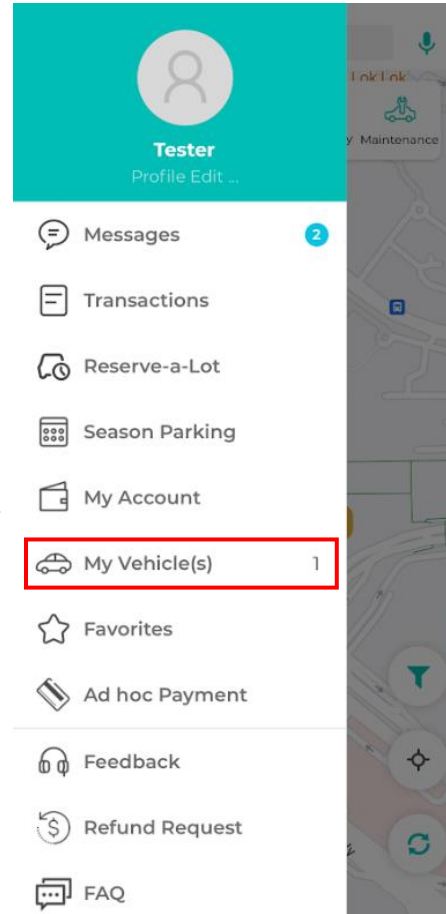 Tester
Profile Edit ...
Lok Lok
y Maintenance
Messages 2
Transactions
Reserve-a-Lot
Season Parking
My Account
My Vehicle(s) 1
Favorites
Ad hoc Payment
Feedback
Refund Request
FAQ